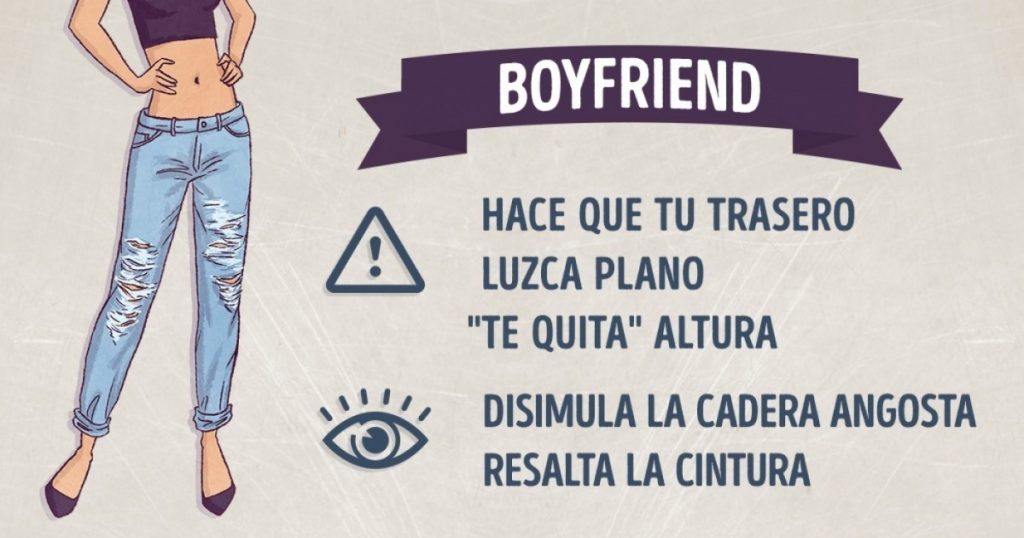 BOYFRIEND
HACE QUE TU TRASERO
LUZCA PLANO
"TE QUITA" ALTURA
DISIMULA LA CADERA ANGOSTA
RESALTA LA CINTURA